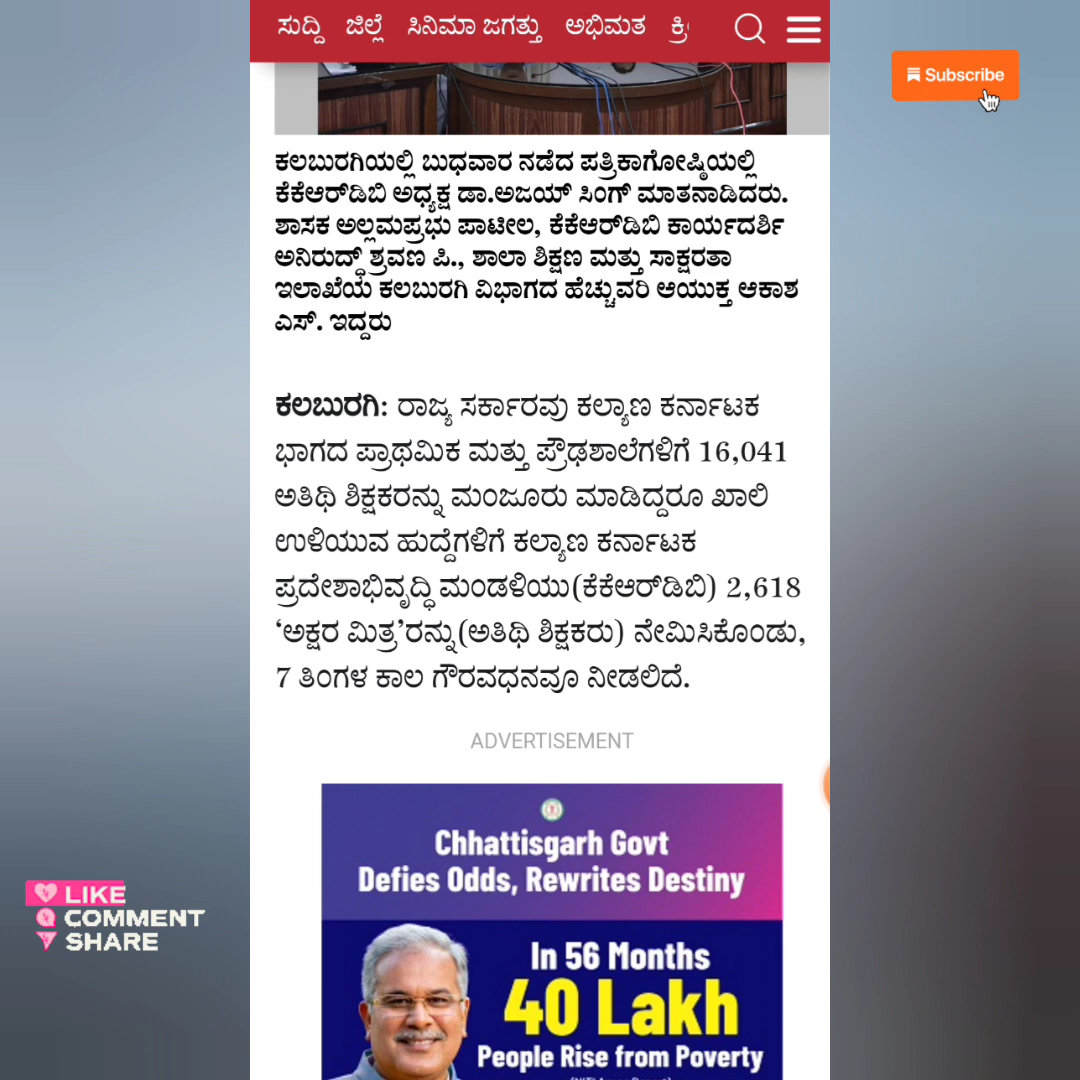 ಸುದ್ದಿ ಜಿಲ್ಲೆ ಸಿನಿಮಾ ಜಗತ್ತು ಅಭಿಮತ
Subscribe
ಕಲಬುರಗಿಯಲ್ಲಿ ಬುಧವಾರ ನಡೆದ ಪತ್ರಿಕಾಗೋಷ್ಠಿಯಲ್ಲಿ
ಕೆಕೆಆರ್‌ಡಿಬಿ ಅಧ್ಯಕ್ಷ ಡಾ.ಅಜಯ್ ಸಿಂಗ್ ಮಾತನಾಡಿದರು.
ಶಾಸಕ ಅಲ್ಲಮಪ್ರಭು ಪಾಟೀಲ, ಕೆಕೆಆರ್‌ಡಿಬಿ ಕಾರ್ಯದರ್ಶಿ
ಅನಿರುದ್ಧ್ ಶ್ರವಣ ಪಿ., ಶಾಲಾ ಶಿಕ್ಷಣ ಮತ್ತು ಸಾಕ್ಷರತಾ
ಇಲಾಖೆಯ ಕಲಬುರಗಿ ವಿಭಾಗದ ಹೆಚ್ಚುವರಿ ಆಯುಕ್ತ ಆಕಾಶ
ಎಸ್. ಇದ್ದರು
ಕಲಬುರಗಿ: ರಾಜ್ಯ ಸರ್ಕಾರವು ಕಲ್ಯಾಣ ಕರ್ನಾಟಕ
ಭಾಗದ ಪ್ರಾಥಮಿಕ ಮತ್ತು ಪ್ರೌಢಶಾಲೆಗಳಿಗೆ 16,041
ಅತಿಥಿ ಶಿಕ್ಷಕರನ್ನು ಮಂಜೂರು ಮಾಡಿದ್ದರೂ ಖಾಲಿ
ಉಳಿಯುವ ಹುದ್ದೆಗಳಿಗೆ ಕಲ್ಯಾಣ ಕರ್ನಾಟಕ
ಪ್ರದೇಶಾಭಿವೃದ್ಧಿ ಮಂಡಳಿಯು(ಕೆಕೆಆರ್‌ಡಿಬಿ) 2,618
‘ಅಕ್ಷರ ಮಿತ್ರ’ರನ್ನು(ಅತಿಥಿ ಶಿಕ್ಷಕರು) ನೇಮಿಸಿಕೊಂಡು,
7 ತಿಂಗಳ ಕಾಲ ಗೌರವಧನವೂ ನೀಡಲಿದೆ.
ADVERTISEMENT
Chhattisgarh Govt
Defies Odds, Rewrites Destiny
LIKE
COMMENT
SHARE
In 56 Months
40 Lakh
People Rise from Poverty